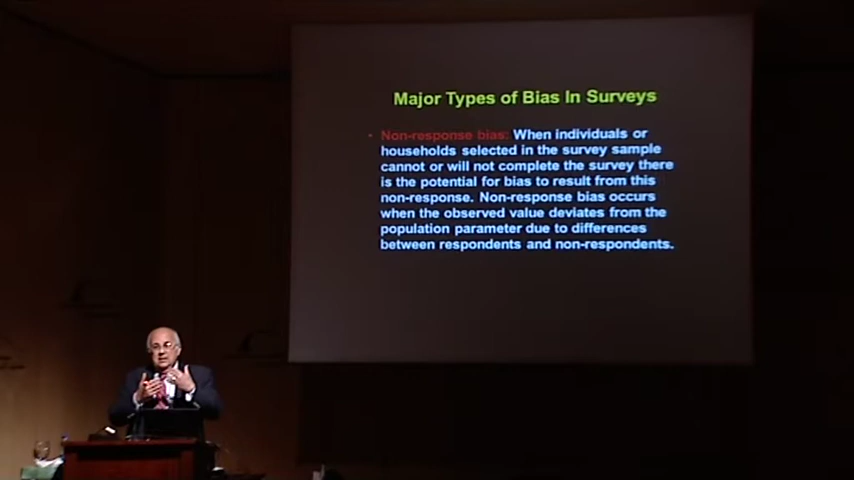 Major Types of Bias In Surveys
• Non-response bias: When individuals or
households selected in the survey sample
cannot or will not complete the survey there
is the potential for bias to result from this
non-response. Non-response bias occurs
when the observed value deviates from the
population parameter due to differences
between respondents and non-respondents.